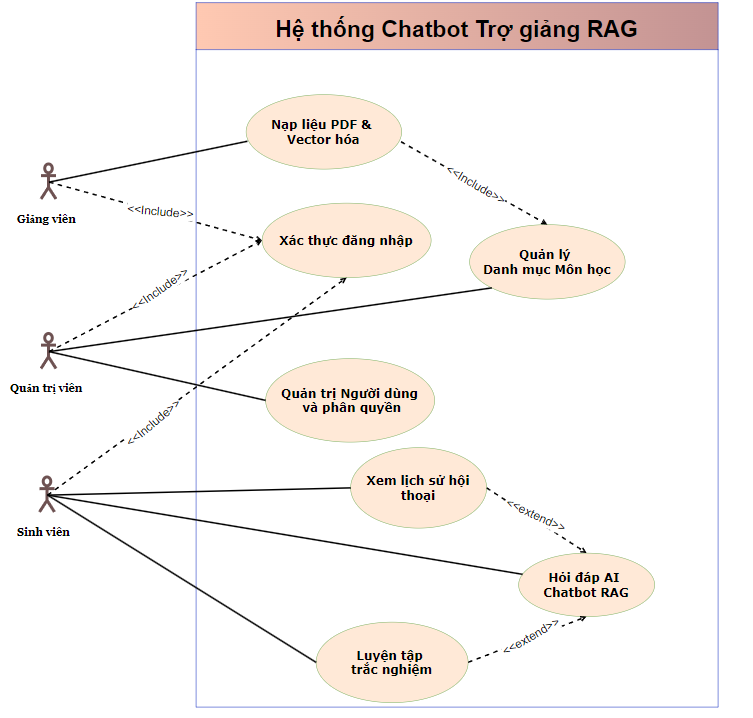 Hệ thống Chatbot Trợ giảng RAG
Nạp liệu PDF &
Vector hóa
<<Include>>
Giảng viên
<<Include>>
Xác thực đăng nhập
Quản lý
Danh mục Môn học
<<Include>>
Quản trị viên
Quản trị Người dùng
và phân quyền
<<Include>>
Xem lịch sử hội
thoại
<<extend>>
Sinh viên
Hỏi đáp AI
Chatbot RAG
<<extend>>
Luyện tập
trắc nghiệm